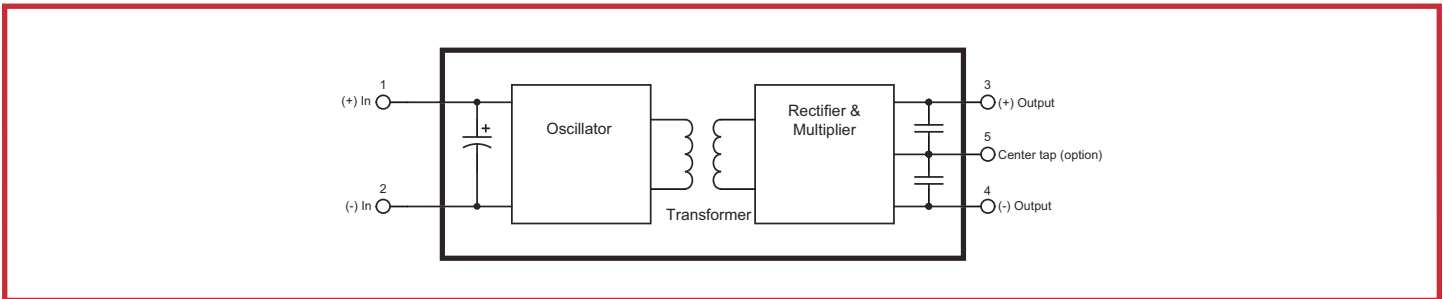 1
(+) In
2
(-) In
+
Oscillator
Transformer
Rectifier &
Multiplier
3
(+) Output
5
Center tap (option)
4
(-) Output